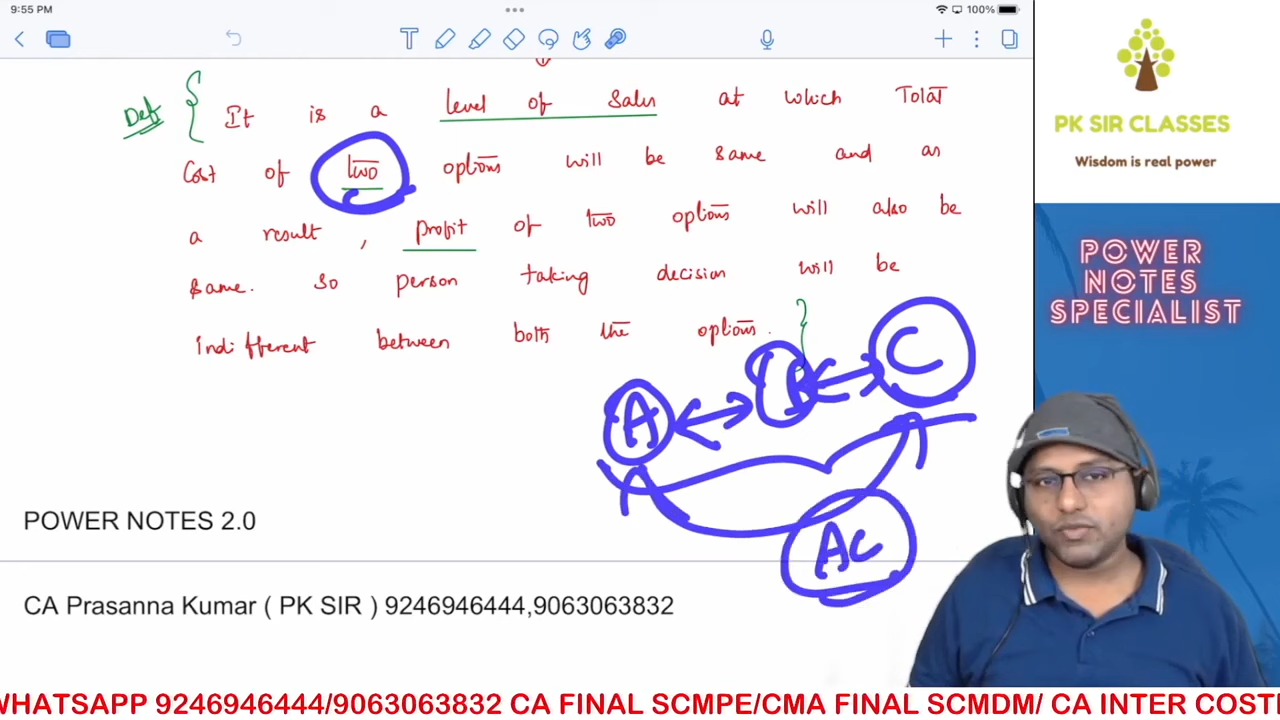 9:55 PM
100%
T
PK SIR CLASSES
Wisdom is real power
Def { It is a level of Sales at which Total
Cost of two options will be same and as
a result, profit of two options will also be
same. So person taking decision will be
indifferent between both the options. }
A B C
AC
POWER NOTES SPECIALIST
POWER NOTES 2.0
CA Prasanna Kumar ( PK SIR ) 9246946444,9063063832
WHATSAPP 9246946444/9063063832 CA FINAL SCMPE/CMA FINAL SCMDM/ CA INTER COSTI